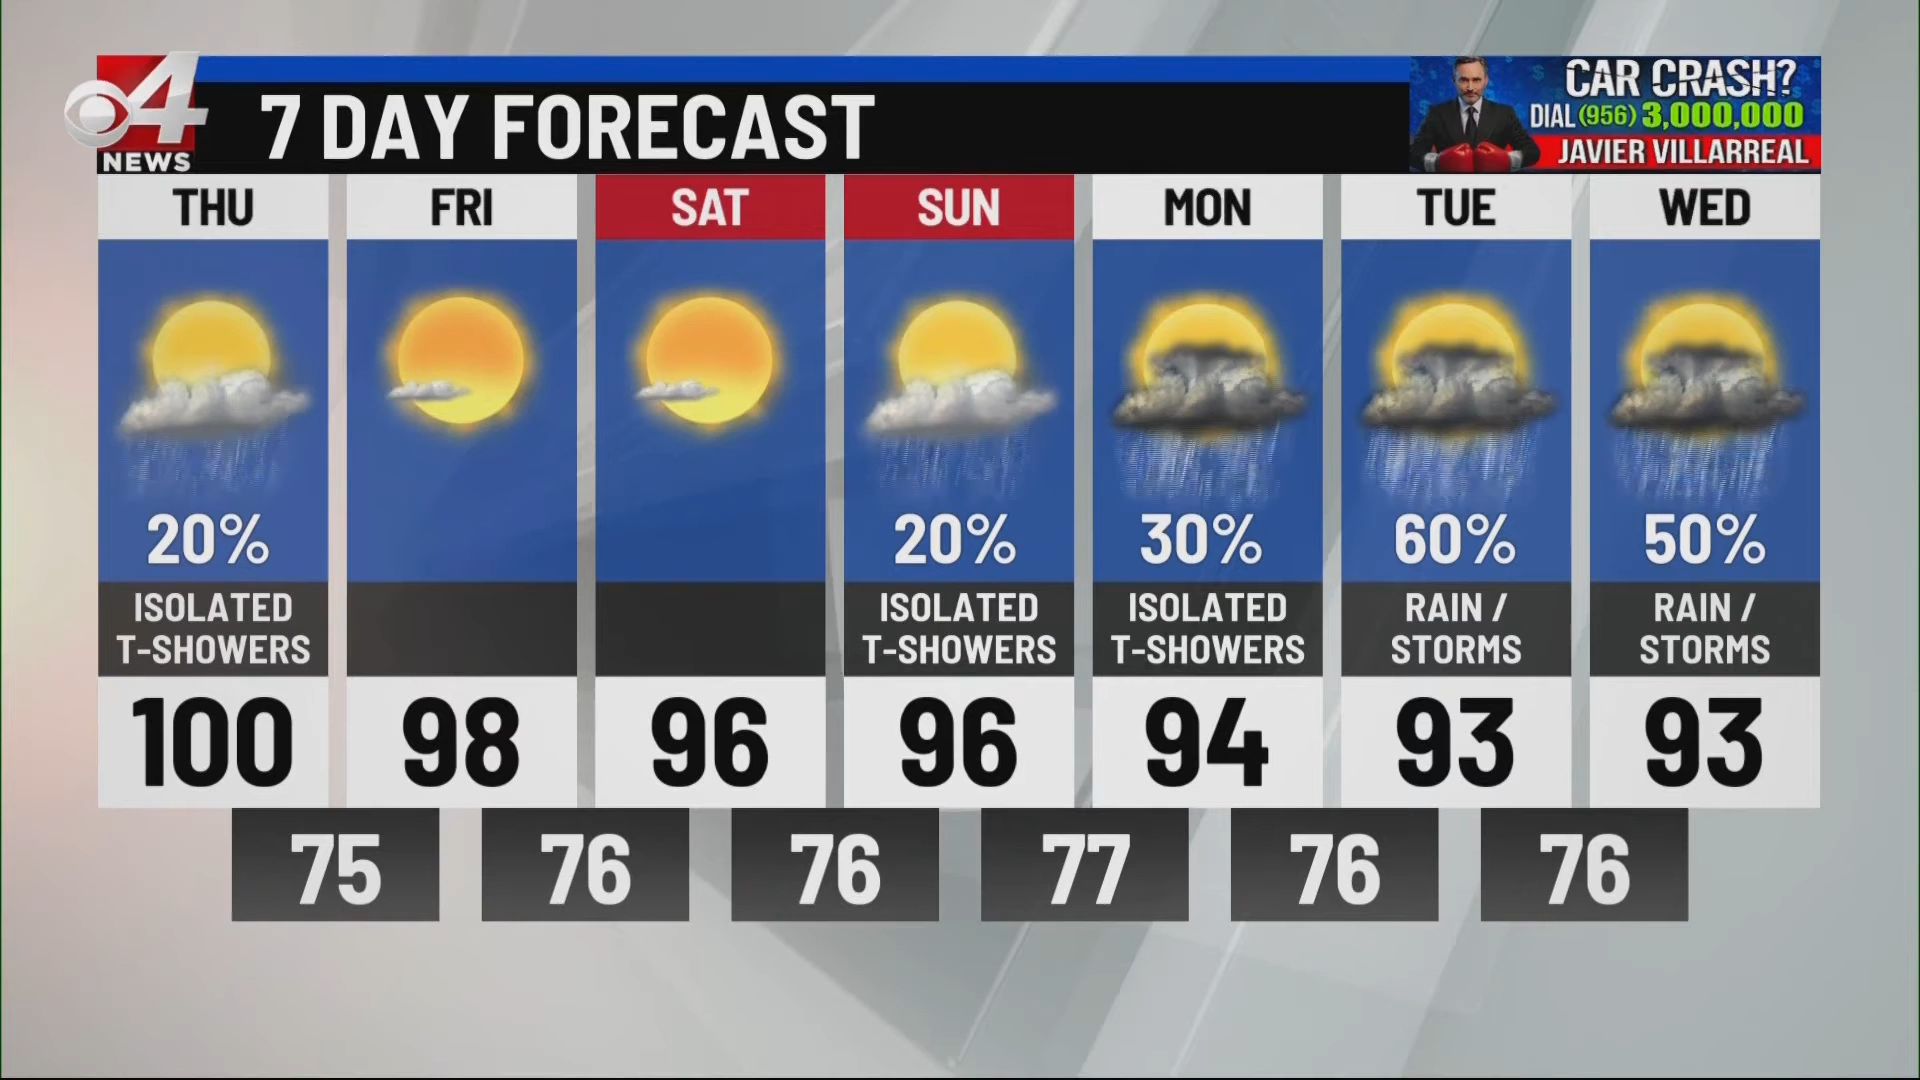 4
NEWS
7 DAY FORECAST
CAR CRASH?
DIAL (956) 3,000,000
JAVIER VILLARREAL
THU
FRI
SAT
SUN
MON
TUE
WED
20%
20%
30%
60%
50%
ISOLATED
T-SHOWERS
ISOLATED
T-SHOWERS
ISOLATED
T-SHOWERS
RAIN /
STORMS
RAIN /
STORMS
100
98
96
96
94
93
93
75
76
76
77
76
76